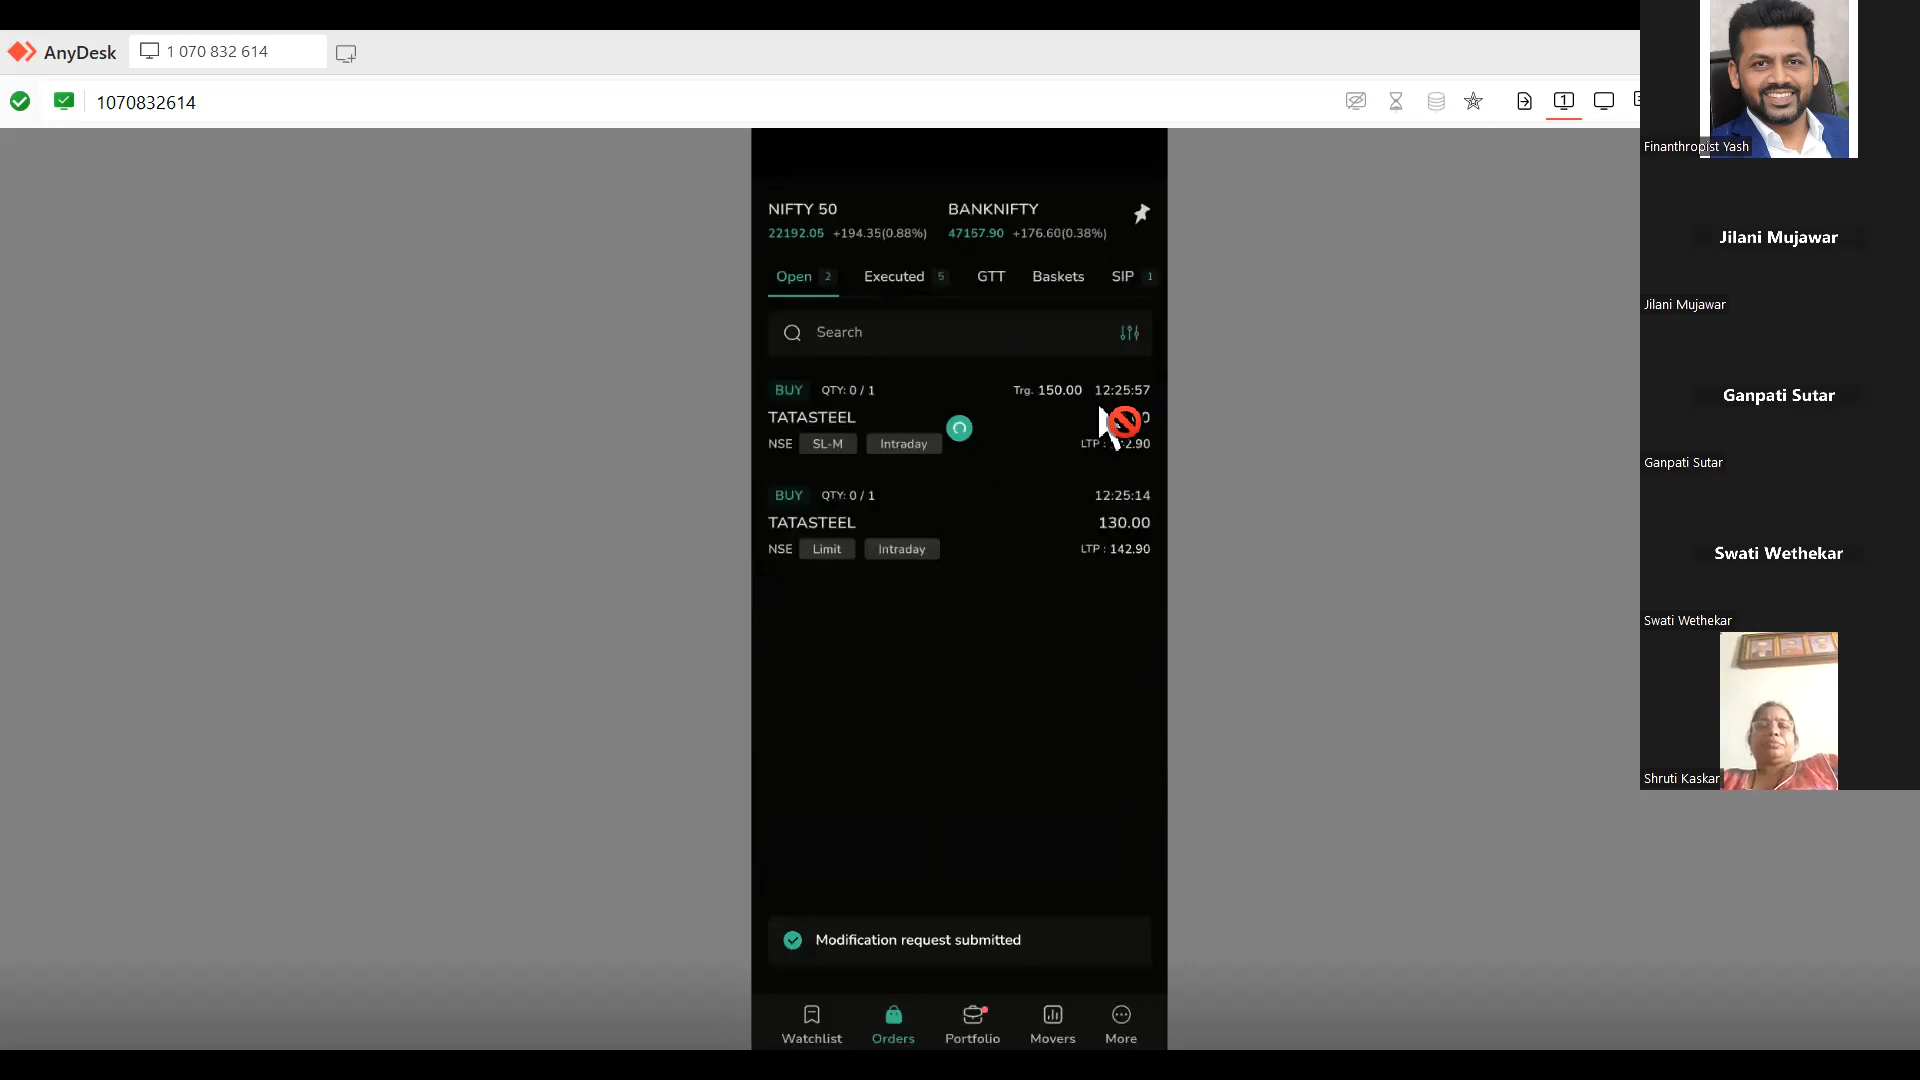 AnyDesk
1 070 832 614
1070832614
NIFTY 50
22192.05 +194.35(0.88%)
BANKNIFTY
47157.90 +176.60(0.38%)
Open 2 Executed 5 GTT Baskets SIP 1
Search
BUY QTY: 0 / 1 Trg. 150.00 12:25:57
TATASTEEL
NSE SL-M Intraday LTP :
BUY QTY: 0 / 1 12:25:14
TATASTEEL 130.00
NSE Limit Intraday LTP : 142.90
Modification request submitted
Watchlist Orders Portfolio Movers More
Finanthropist Yash
Jilani Mujawar
Jilani Mujawar
Ganpati Sutar
Ganpati Sutar
Swati Wethekar
Swati Wethekar
Shruti Kaskar